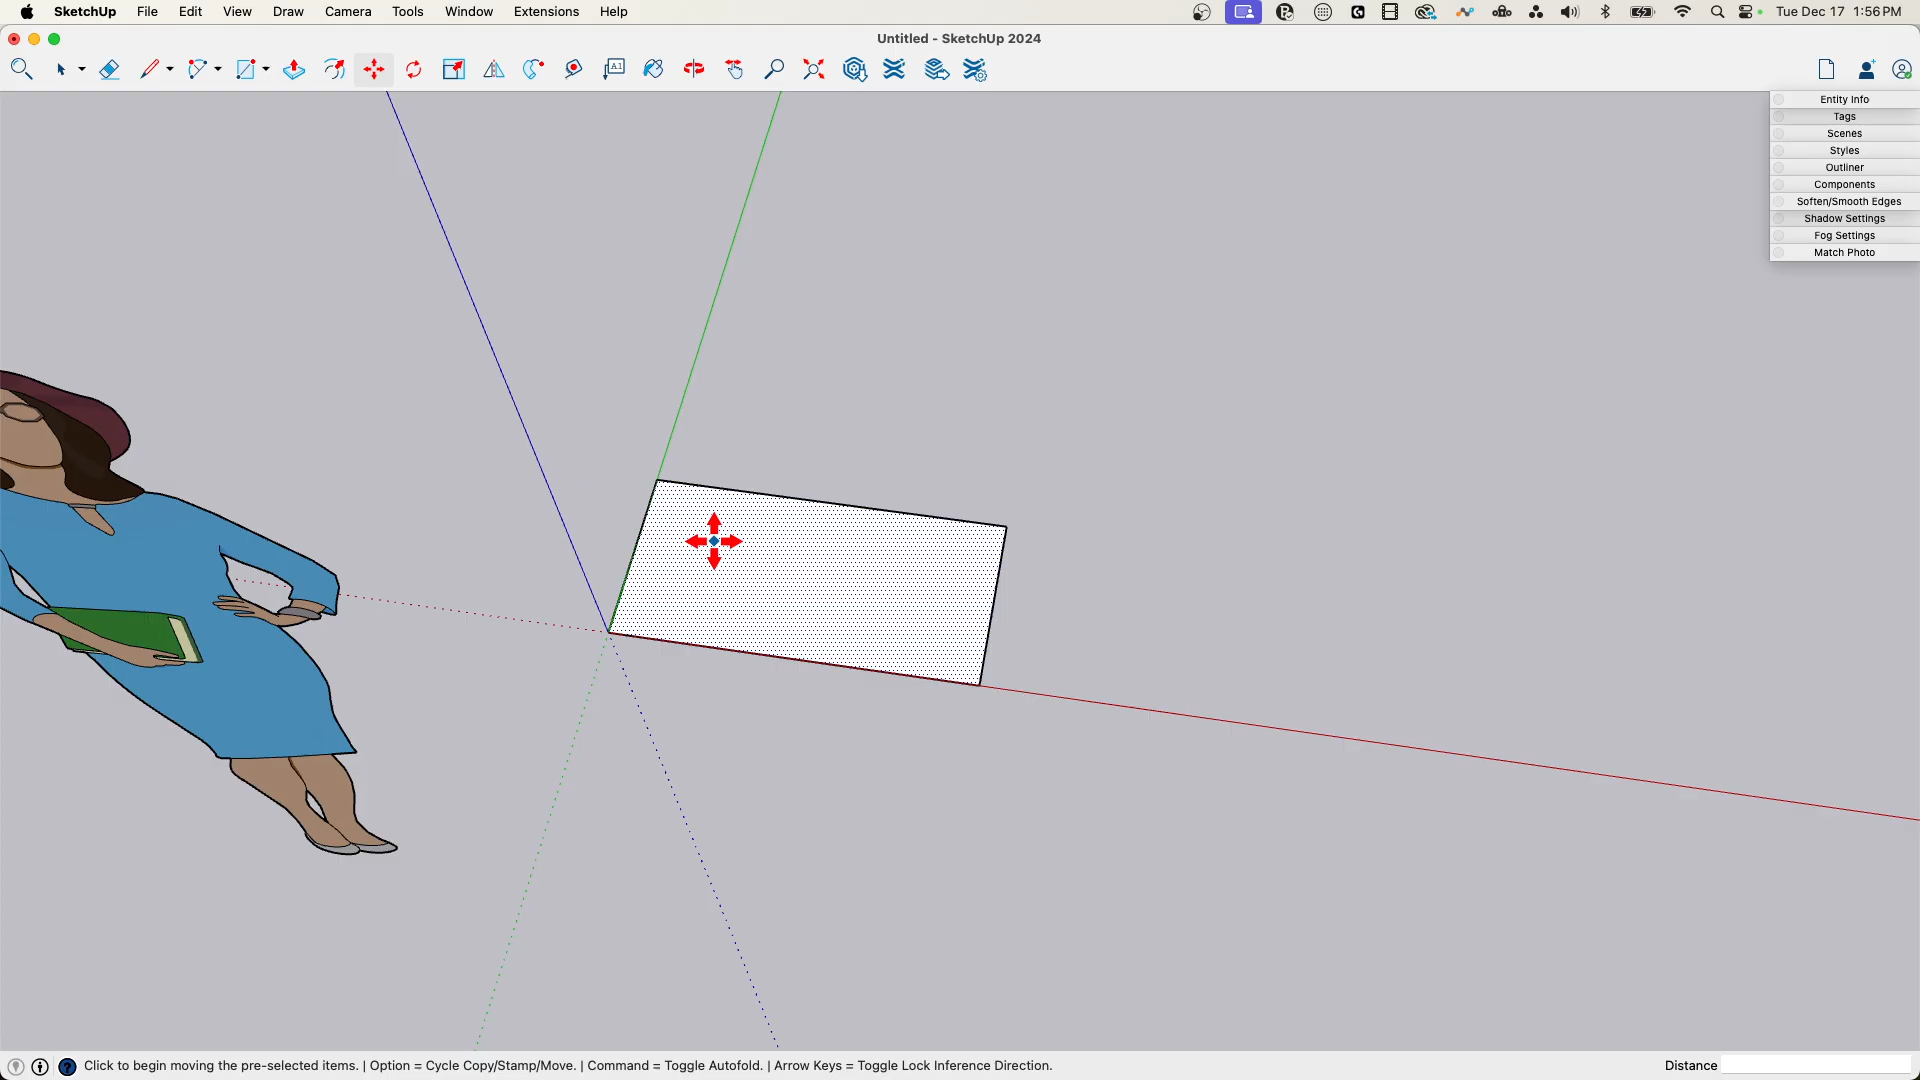 SketchUp File Edit View Draw Camera Tools Window Extensions Help Tue Dec 17 1:56 PM
Untitled - SketchUp 2024
A1
Entity Info
Tags
Scenes
Styles
Outliner
Components
Soften/Smooth Edges
Shadow Settings
Fog Settings
Match Photo
Click to begin moving the pre-selected items. | Option = Cycle Copy/Stamp/Move. | Command = Toggle Autofold. | Arrow Keys = Toggle Lock Inference Direction. Distance